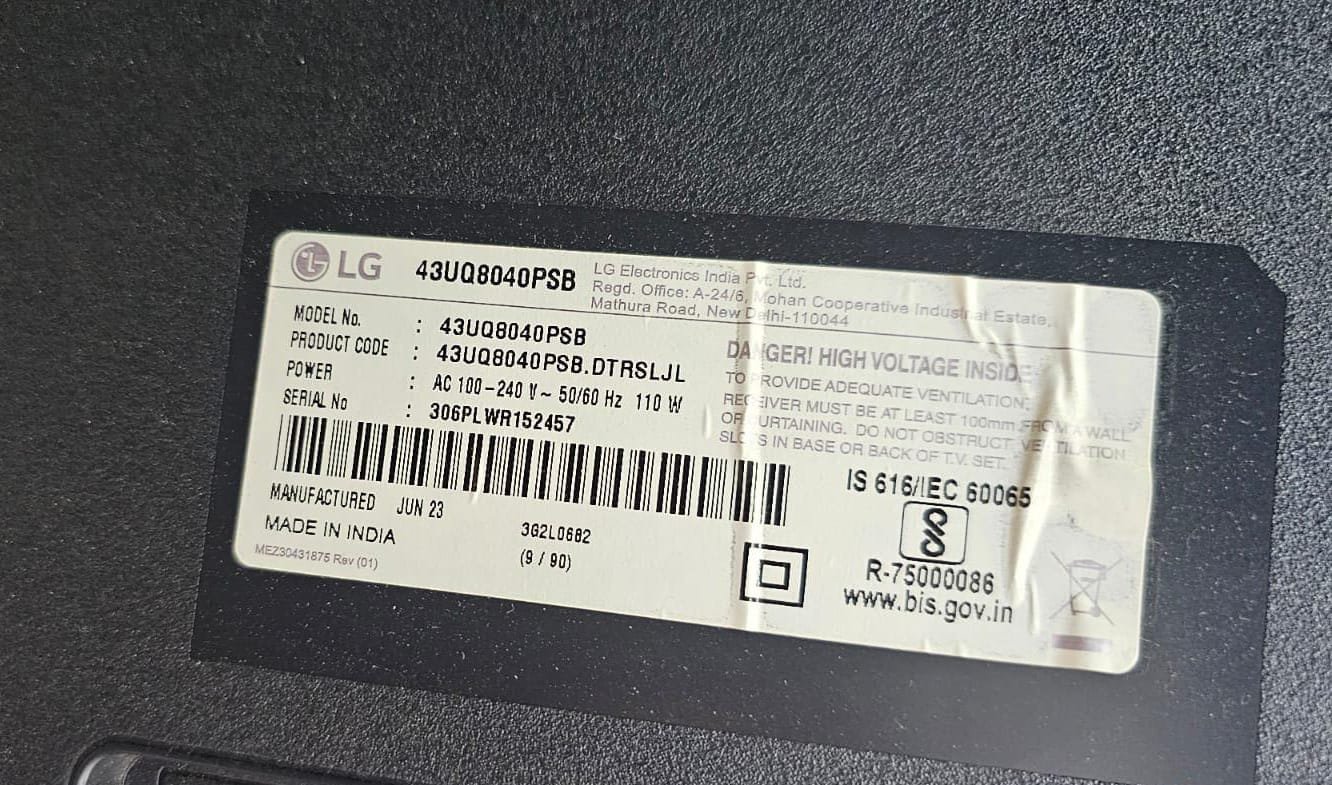 LG 43UQ8040PSB
LG Electronics India Pvt. Ltd.
Regd. Office: A-24/6, Mohan Cooperative Industrial Estate,
Mathura Road, New Delhi-110044
MODEL No. : 43UQ8040PSB
PRODUCT CODE : 43UQ8040PSB.DTRSLJL
POWER : AC 100-240 V~ 50/60 Hz 110 W
SERIAL No : 306PLWR152457
MANUFACTURED JUN 23
MADE IN INDIA
MEZ30431875 Rev (01)
3G2L0682
(9 / 90)
DANGER! HIGH VOLTAGE INSIDE
TO PROVIDE ADEQUATE VENTILATION,
RECEIVER MUST BE AT LEAST 100mm FROM A WALL
OR CURTAINING. DO NOT OBSTRUCT VENTILATION
SLOTS IN BASE OR BACK OF T.V. SET.
IS 616/IEC 60065
R-75000086
www.bis.gov.in